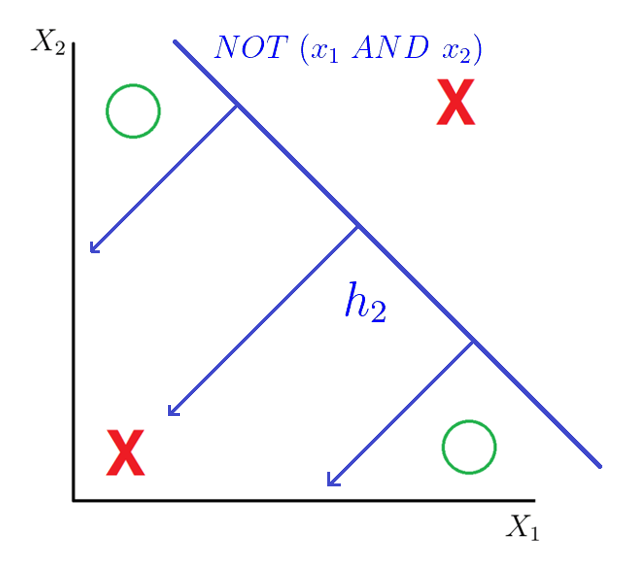 X₂
NOT (x₁ AND x₂)
X
h₂
X
X₁